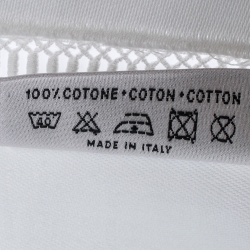 100% COTONE • COTON • COTTON
40
MADE IN ITALY